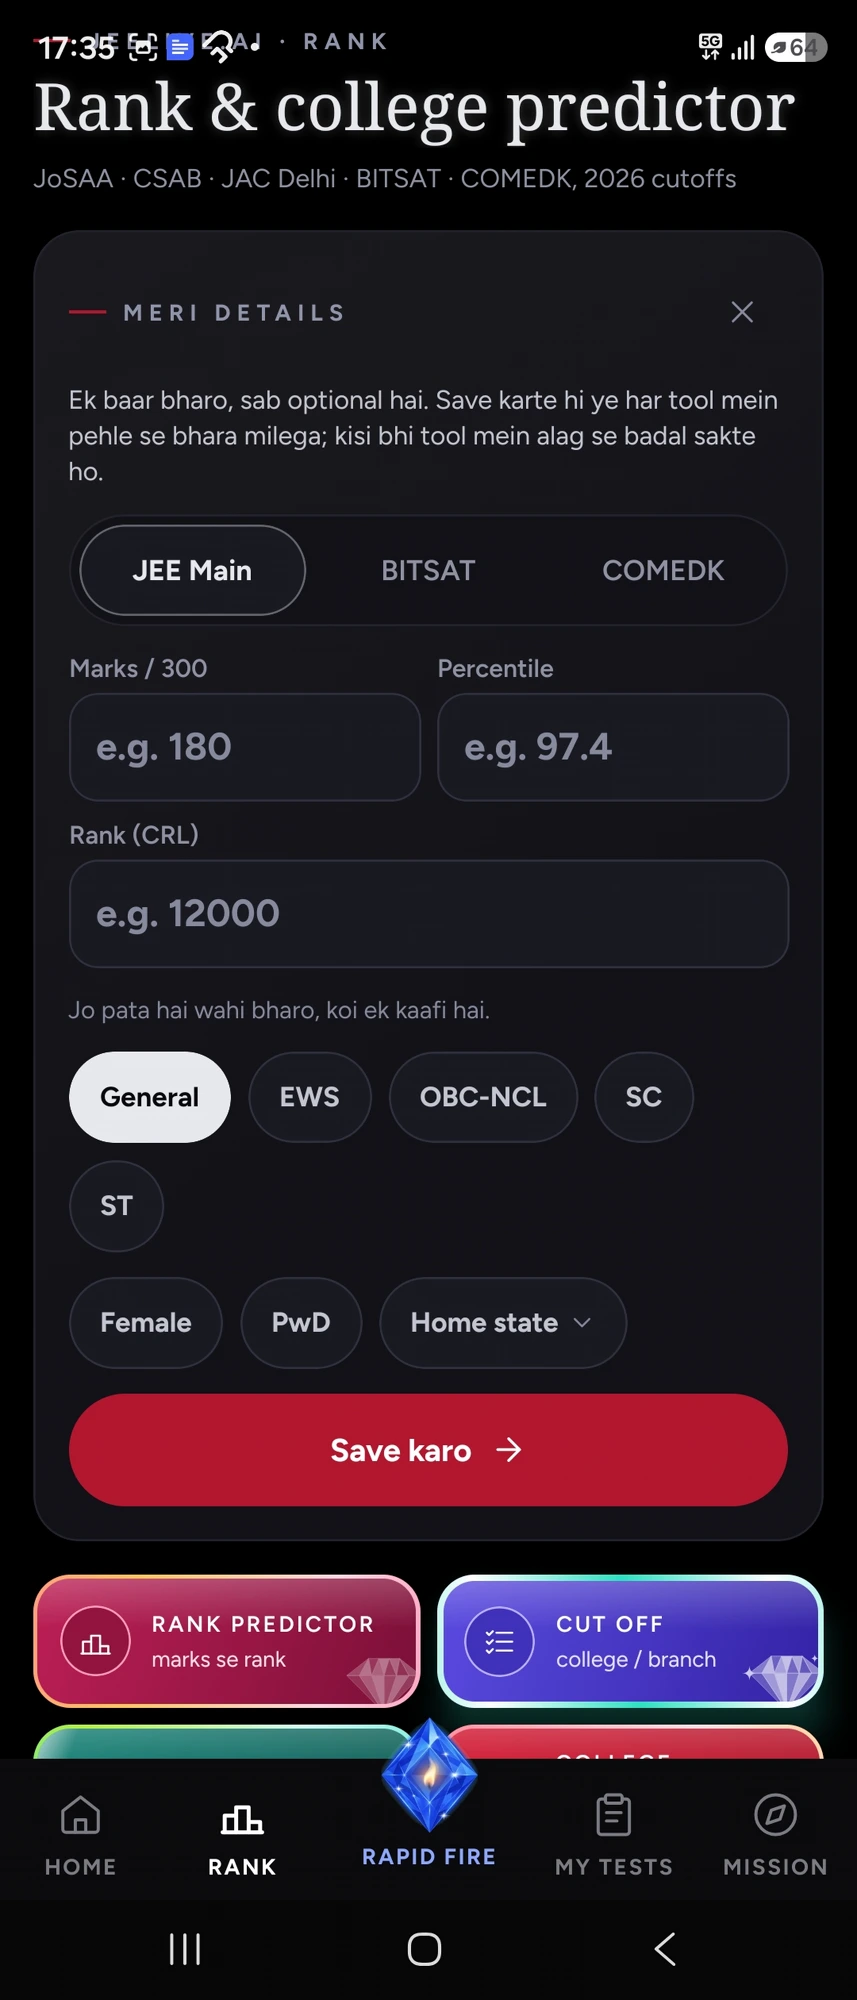 17:35
5G
64
· RANK
Rank & college predictor
JoSAA · CSAB · JAC Delhi · BITSAT · COMEDK, 2026 cutoffs
MERI DETAILS
Ek baar bharo, sab optional hai. Save karte hi ye har tool mein
pehle se bhara milega; kisi bhi tool mein alag se badal sakte
ho.
JEE Main BITSAT COMEDK
Marks / 300 Percentile
e.g. 180 e.g. 97.4
Rank (CRL)
e.g. 12000
Jo pata hai wahi bharo, koi ek kaafi hai.
General EWS OBC-NCL SC
ST
Female PwD Home state
Save karo
RANK PREDICTOR
marks se rank
CUT OFF
college / branch
HOME RANK RAPID FIRE MY TESTS MISSION